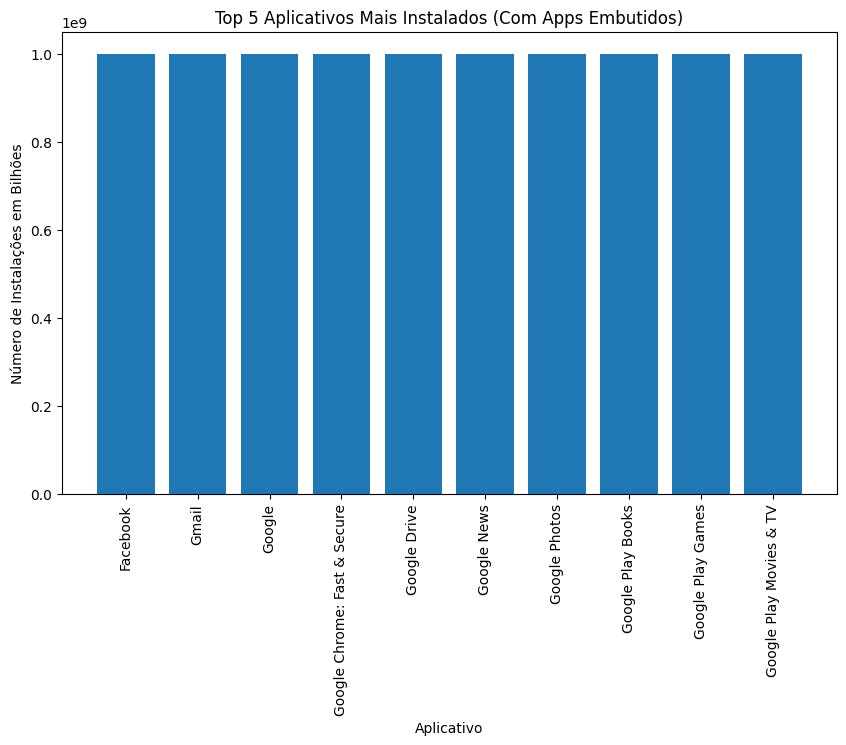 Top 5 Aplicativos Mais Instalados (Com Apps Embutidos)
1e9
1.0
0.8
0.6
0.4
0.2
0.0
Número de Instalações em Bilhões
Facebook
Gmail
Google
Google Chrome: Fast & Secure
Google Drive
Google News
Google Photos
Google Play Books
Google Play Games
Google Play Movies & TV
Aplicativo